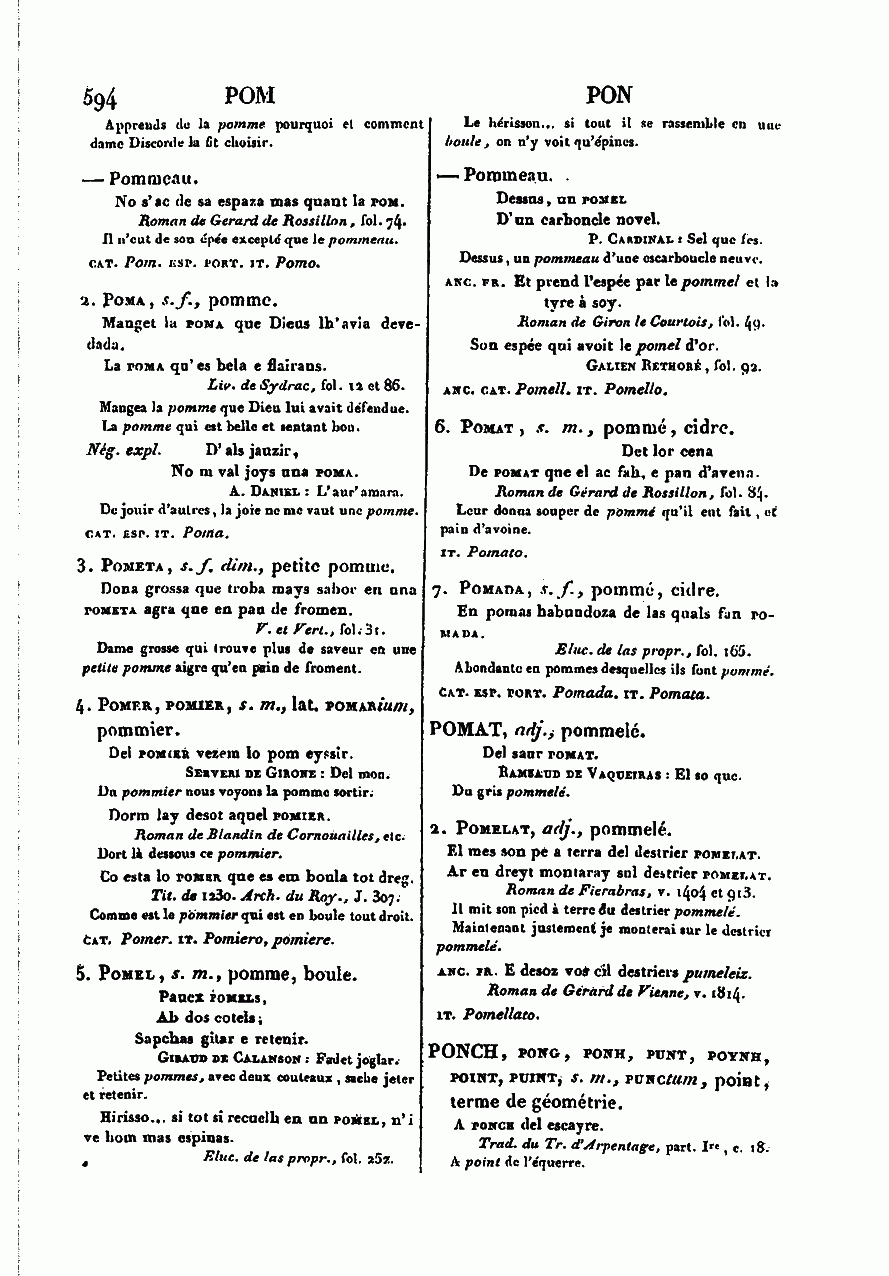 594 POM PON
Apprends de la pomme pourquoi et comment
dame Discorde la fit choisir.
— Pommeau.
No s'ac de sa espaza mas quant la POM.
Roman de Gerard de Rossillon, fol. 74.
Il n'eut de son épée excepté que le pommeau.
CAT. Pom. ESP. PORT. IT. Pomo.
2. POMA, s. f., pomme.
Manget la POMA que Dieus lh'avia deve-
dada.
La POMA qu'es bela e flairans.
Liv. de Sydrac, fol. 12 et 86.
Mangea la pomme que Dieu lui avait défendue.
La pomme qui est belle et sentant bon.
Nég. expl. D'als jauzir,
No m val joys una POMA.
A. DANIEL : L'aur'amara.
De jouir d'autres, la joie ne me vaut une pomme.
CAT. ESP. IT. Poma.
3. POMETA, s. f. dim., petite pomme.
Dona grossa que troba mays sabor en una
POMETA agra que en pan de fromen.
V. et Vert., fol. 31.
Dame grosse qui trouve plus de saveur en une
petite pomme aigre qu'en pain de froment.
4. POMER, POMIER, s. m., lat. POMARium,
pommier.
Del POMIER vezem lo pom eyssir.
SERVERI DE GIRONE : Del mon.
Du pommier nous voyons la pomme sortir.
Dorm lay desot aquel POMIER.
Roman de Blandin de Cornouailles, etc.
Dort là dessous ce pommier.
Co esta lo POMER que es em boula tot dreg.
Tit. de 1230. Arch. du Roy., J. 307.
Comme est le pommier qui est en boule tout droit.
CAT. Pomer. IT. Pomiero, pomiere.
5. POMEL, s. m., pomme, boule.
Pauex POMELS,
Ab dos cotels;
Sapchas gitar e retenir.
GIRAUD DE CALANSON : Fadet joglar.
Petites pommes, avec deux couteaux, sache jeter
et retenir.
Hirisso... si tot si recuelh en un POMEL, n'i
ve hom mas espinas.
Eluc. de las propr., fol. 252.
Le hérisson... si tout il se rassemble en une
boule, on n'y voit qu'épines.
— Pommeau.
Dessus, un POMEL
D'un carboncle novel.
P. CARDINAL : Sel que fes.
Dessus, un pommeau d'une escarboucle neuve.
ANC. FR. Et prend l'espée par le pommel et la
tyre à soy.
Roman de Giron le Courtois, fol. 49.
Son espée qui avoit le pomel d'or.
GALIEN RETHORÉ, fol. 92.
ANC. CAT. Pomell. IT. Pomello.
6. POMAT, s. m., pommé, cidre.
Det lor cena
De POMAT que el ac fah, e pan d'avena.
Roman de Gérard de Rossillon, fol. 84.
Leur donna souper de pommé qu'il eut fait, et
pain d'avoine.
IT. Pomato.
7. POMADA, s. f., pommé, cidre.
En pomas habundoza de las quals fan PO-
MADA.
Eluc. de las propr., fol. 165.
Abondante en pommes desquelles ils font pommé.
CAT. ESP. PORT. Pomada. IT. Pomata.
POMAT, adj., pommelé.
Del saur POMAT.
RAMBAUD DE VAQUEIRAS : El so que.
Du gris pommelé.
2. POMELAT, adj., pommelé.
El mes son pe a terra del destrier POMELAT.
Ar en dreyt montaray sul destrier POMELAT.
Roman de Fierabras, v. 1404 et 913.
Il mit son pied à terre du destrier pommelé.
Maintenant justement je monterai sur le destrier
pommelé.
ANC. FR. E desoz vos cil destriers pumeleiz.
Roman de Gérard de Vienne, v. 1814.
IT. Pomellato.
PONCH, PONG, PONH, PUNT, POYNH,
POINT, PUINT, s. m., PUNCtum, point,
terme de géométrie.
A PONCH del escayre.
Trad. du Tr. d'Arpentage, part. Ire, c. 18.
A point de l'équerre.